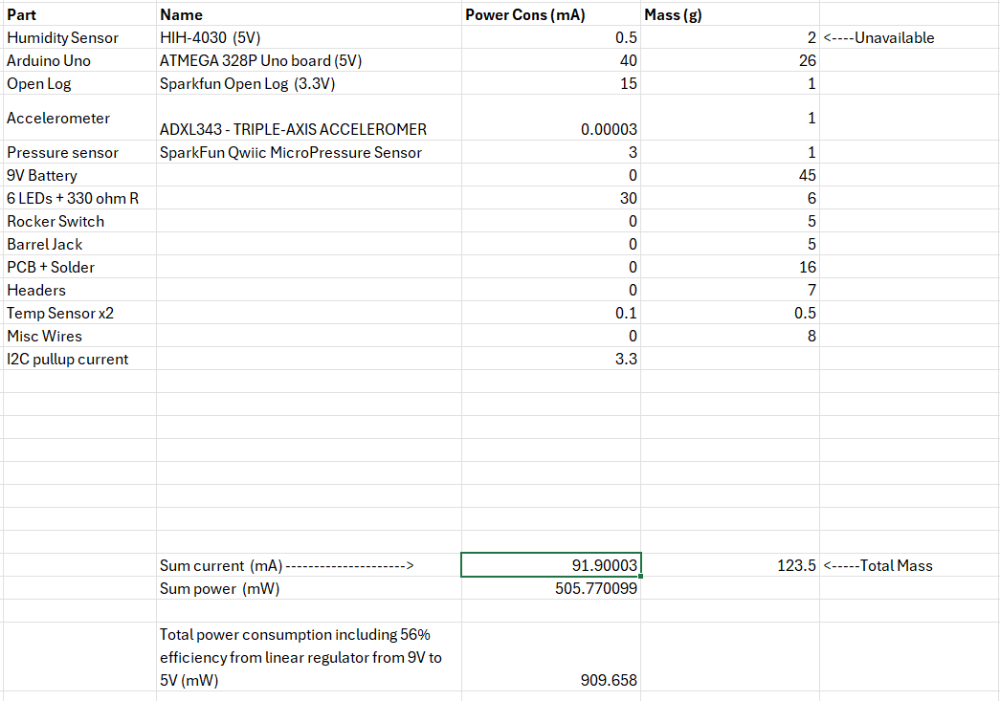 Part Name Power Cons (mA) Mass (g)
Humidity Sensor HIH-4030 (5V) 0.5 2 <----Unavailable
Arduino Uno ATMEGA 328P Uno board (5V) 40 26
Open Log Sparkfun Open Log (3.3V) 15 1
Accelerometer ADXL343 - TRIPLE-AXIS ACCELEROMER 0.00003 1
Pressure sensor SparkFun Qwiic MicroPressure Sensor 3 1
9V Battery 0 45
6 LEDs + 330 ohm R 30 6
Rocker Switch 0 5
Barrel Jack 0 5
PCB + Solder 0 16
Headers 0 7
Temp Sensor x2 0.1 0.5
Misc Wires 0 8
I2C pullup current 3.3
Sum current (mA) ---------------------> 91.90003 123.5 <-----Total Mass
Sum power (mW) 505.770099
Total power consumption including 56%
efficiency from linear regulator from 9V to
5V (mW) 909.658